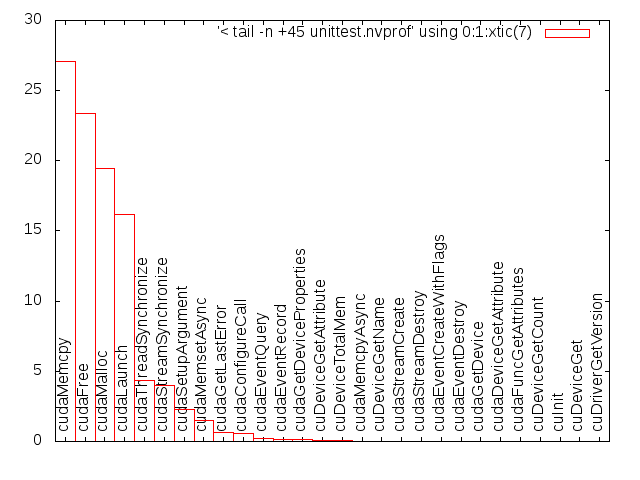 '< tail -n +45 unittest.nvprof' using 0:1:xtic(7)
30
25
20
15
10
5
0
cudaMemcpy
cudaFree
cudaMalloc
cudaLaunch
cudaThreadSynchronize
cudaStreamSynchronize
cudaSetupArgument
cudaMemsetAsync
cudaGetLastError
cudaConfigureCall
cudaEventQuery
cudaEventRecord
cudaGetDeviceProperties
cuDeviceGetAttribute
cuDeviceTotalMem
cudaMemcpyAsync
cuDeviceGetName
cudaStreamCreate
cudaStreamDestroy
cudaEventCreateWithFlags
cudaEventDestroy
cudaGetDevice
cudaDeviceGetAttribute
cudaFuncGetAttributes
cuDeviceGetCount
cuInit
cuDeviceGet
cuDriverGetVersion